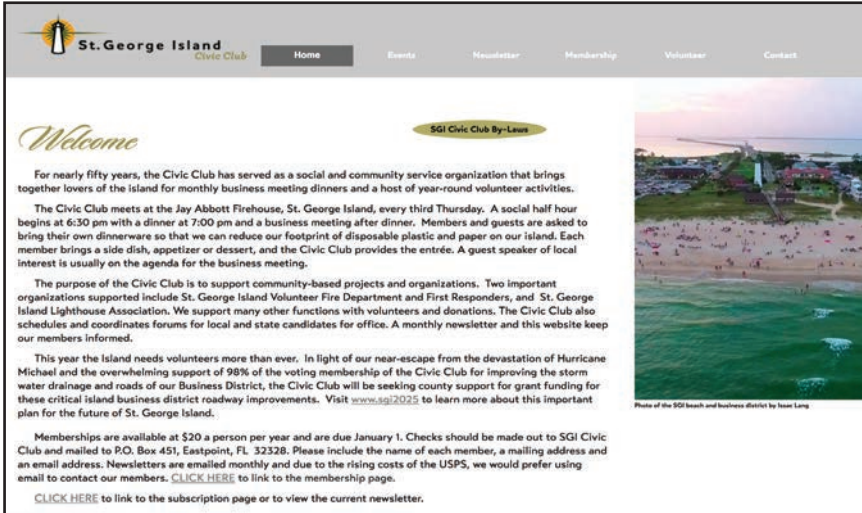 St. George Island
Civic Club
Home
Events
Newsletter
Membership
Volunteer
Contact
Welcome
SGI Civic Club By-Laws
For nearly fifty years, the Civic Club has served as a social and community service organization that brings
together lovers of the island for monthly business meeting dinners and a host of year-round volunteer activities.
The Civic Club meets at the Jay Abbott Firehouse, St. George Island, every third Thursday. A social half hour
begins at 6:30 pm with a dinner at 7:00 pm and a business meeting after dinner. Members and guests are asked to
bring their own dinnerware so that we can reduce our footprint of disposable plastic and paper on our island. Each
member brings a side dish, appetizer or dessert, and the Civic Club provides the entrée. A guest speaker of local
interest is usually on the agenda for the business meeting.
The purpose of the Civic Club is to support community-based projects and organizations. Two important
organizations supported include St. George Island Volunteer Fire Department and First Responders, and St. George
Island Lighthouse Association. We support many other functions with volunteers and donations. The Civic Club also
schedules and coordinates forums for local and state candidates for office. A monthly newsletter and this website keep
our members informed.
This year the Island needs volunteers more than ever. In light of our near-escape from the devastation of Hurricane
Michael and the overwhelming support of 98% of the voting membership of the Civic Club for improving the storm
water drainage and roads of our Business District, the Civic Club will be seeking county support for grant funding for
these critical island business district roadway improvements. Visit www.sgi2025 to learn more about this important
plan for the future of St. George Island.
Memberships are available at $20 a person per year and are due January 1. Checks should be made out to SGI Civic
Club and mailed to P.O. Box 451, Eastpoint, FL 32328. Please include the name of each member, a mailing address and
an email address. Newsletters are emailed monthly and due to the rising costs of the USPS, we would prefer using
email to contact our members. CLICK HERE to link to the membership page.
CLICK HERE to link to the subscription page or to view the current newsletter.
Photo of the SGI beach and business district by Isaac Lang